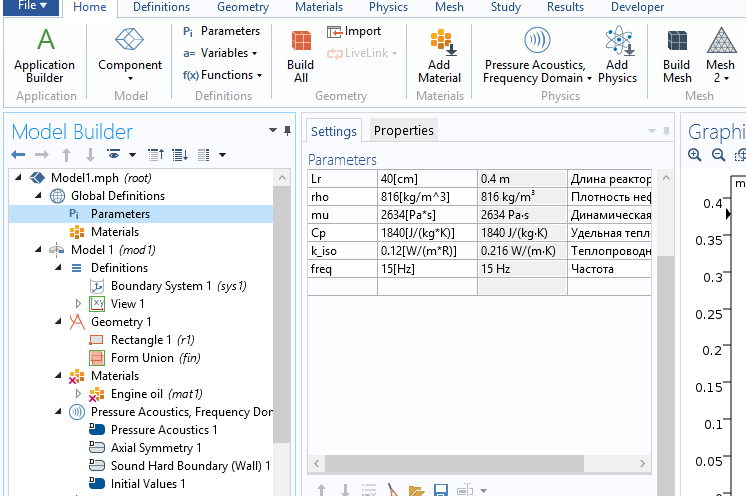 File Home Definitions Geometry Materials Physics Mesh Study Results Developer
Application Builder
Component
Pi Parameters
a= Variables
f(x) Functions
Build All
Import
LiveLink
Add Material
Pressure Acoustics, Frequency Domain
Add Physics
Build Mesh
Mesh 2
Application Model Definitions Geometry Materials Physics Mesh
Model Builder
Model1.mph (root)
Global Definitions
Pi Parameters
Materials
Model 1 (mod1)
Definitions
Boundary System 1 (sys1)
View 1
Geometry 1
Rectangle 1 (r1)
Form Union (fin)
Materials
Engine oil (mat1)
Pressure Acoustics, Frequency Dor
Pressure Acoustics 1
Axial Symmetry 1
Sound Hard Boundary (Wall) 1
Initial Values 1
Settings Properties
Parameters
Lr 40[cm] 0.4 m Длина реактор
rho 816[kg/m^3] 816 kg/m³ Плотность неф
mu 2634[Pa*s] 2634 Pa·s Динамическая
Cp 1840[J/(kg*K)] 1840 J/(kg·K) Удельная тепл
k_iso 0.12[W/(m*R)] 0.216 W/(m·K) Теплопроводн
freq 15[Hz] 15 Hz Частота
Graphi
m
0.4
0.35
0.3
0.25
0.2
0.15
0.1
0.05